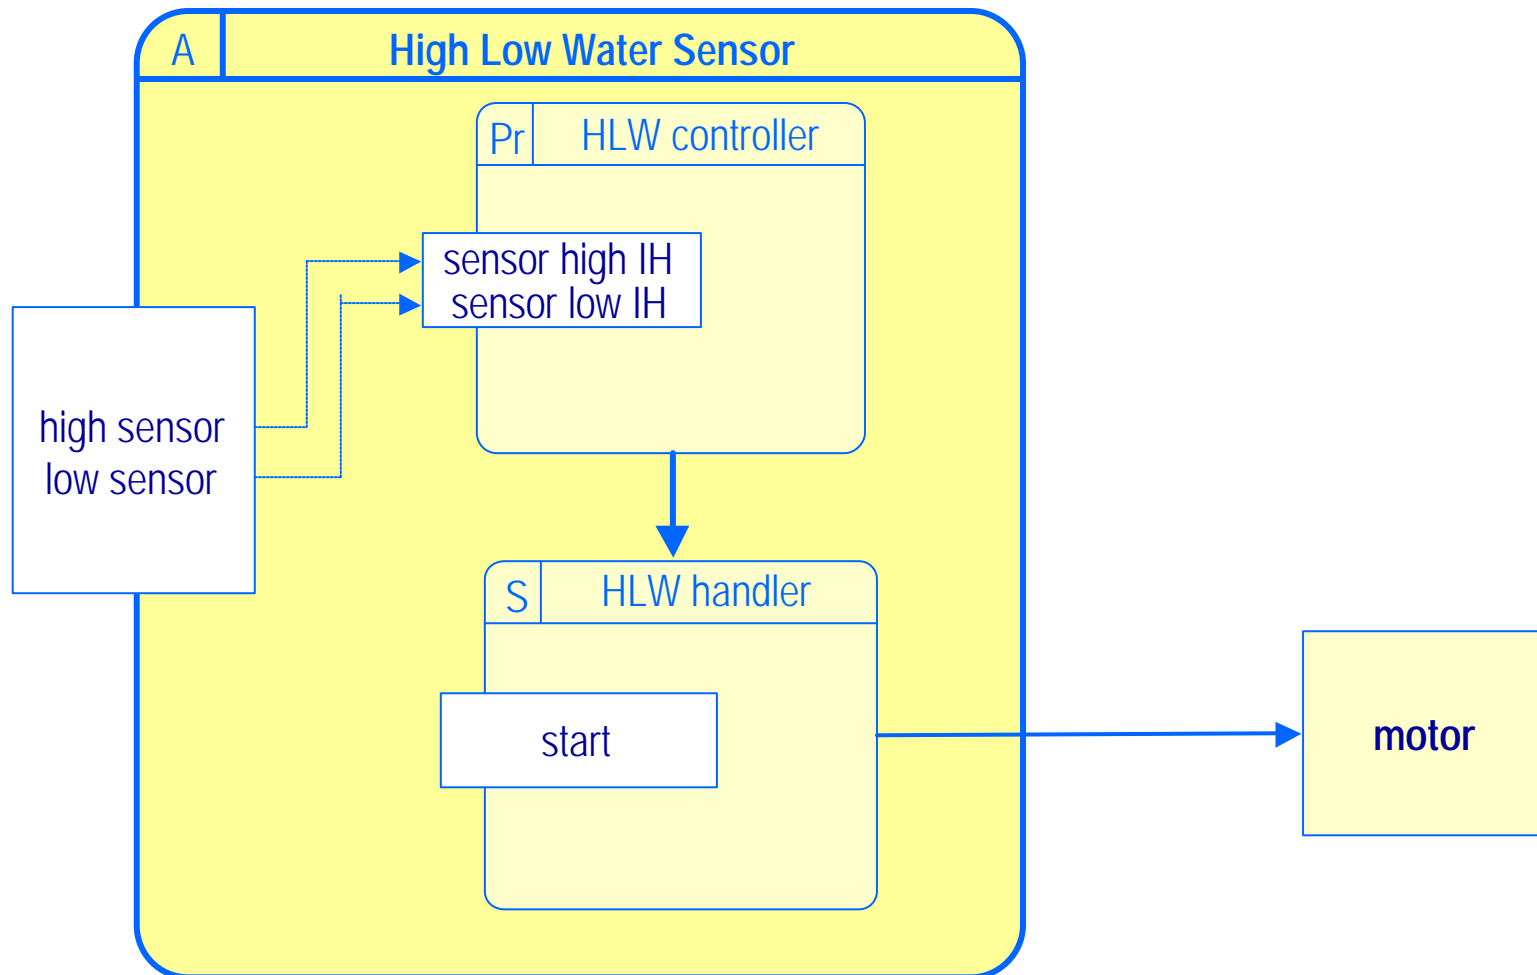 A
High Low Water Sensor
Pr
HLW controller
sensor high IH
sensor low IH
high sensor
low sensor
S
HLW handler
start
motor